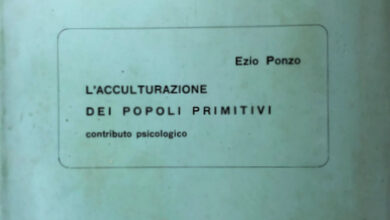 Ezio Ponzo
L'ACCULTURAZIONE
DEI POPOLI PRIMITIVI
contributo psicologico